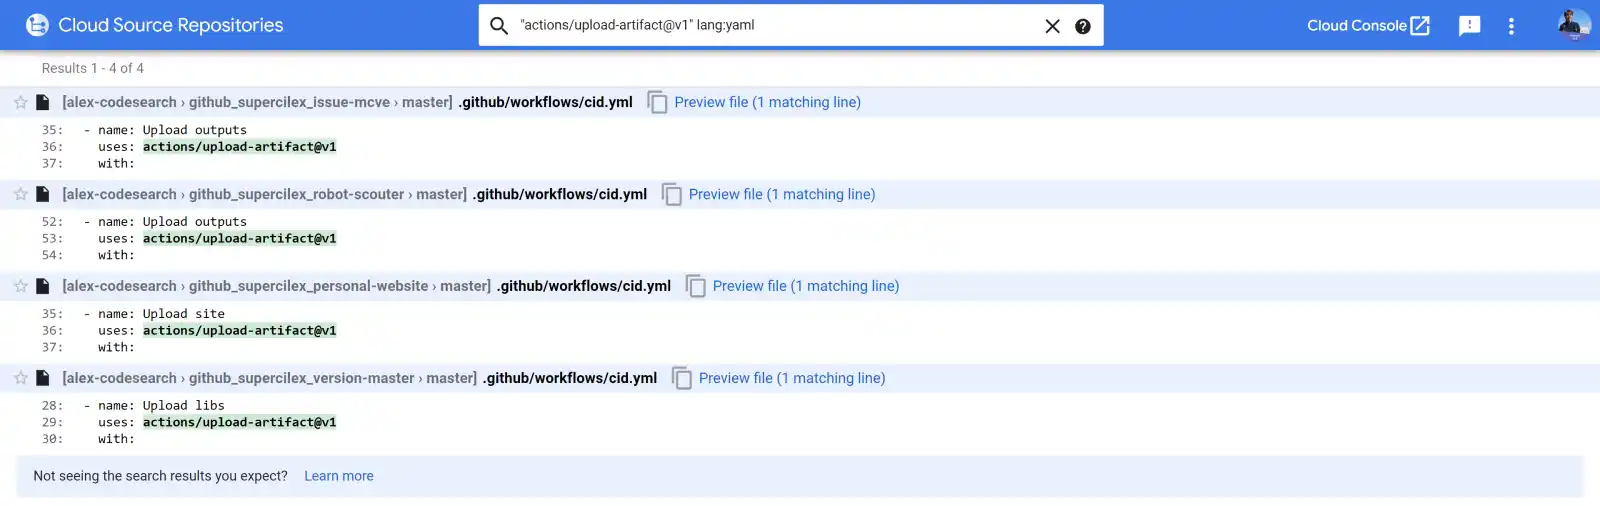 Cloud Source Repositories
"actions/upload-artifact@v1" lang:yaml
Cloud Console
Results 1 - 4 of 4
[alex-codesearch › github_supercilex_issue-mcve › master] .github/workflows/cid.yml Preview file (1 matching line)
35: - name: Upload outputs
36: uses: actions/upload-artifact@v1
37: with:
[alex-codesearch › github_supercilex_robot-scouter › master] .github/workflows/cid.yml Preview file (1 matching line)
52: - name: Upload outputs
53: uses: actions/upload-artifact@v1
54: with:
[alex-codesearch › github_supercilex_personal-website › master] .github/workflows/cid.yml Preview file (1 matching line)
35: - name: Upload site
36: uses: actions/upload-artifact@v1
37: with:
[alex-codesearch › github_supercilex_version-master › master] .github/workflows/cid.yml Preview file (1 matching line)
28: - name: Upload libs
29: uses: actions/upload-artifact@v1
30: with:
Not seeing the search results you expect? Learn more